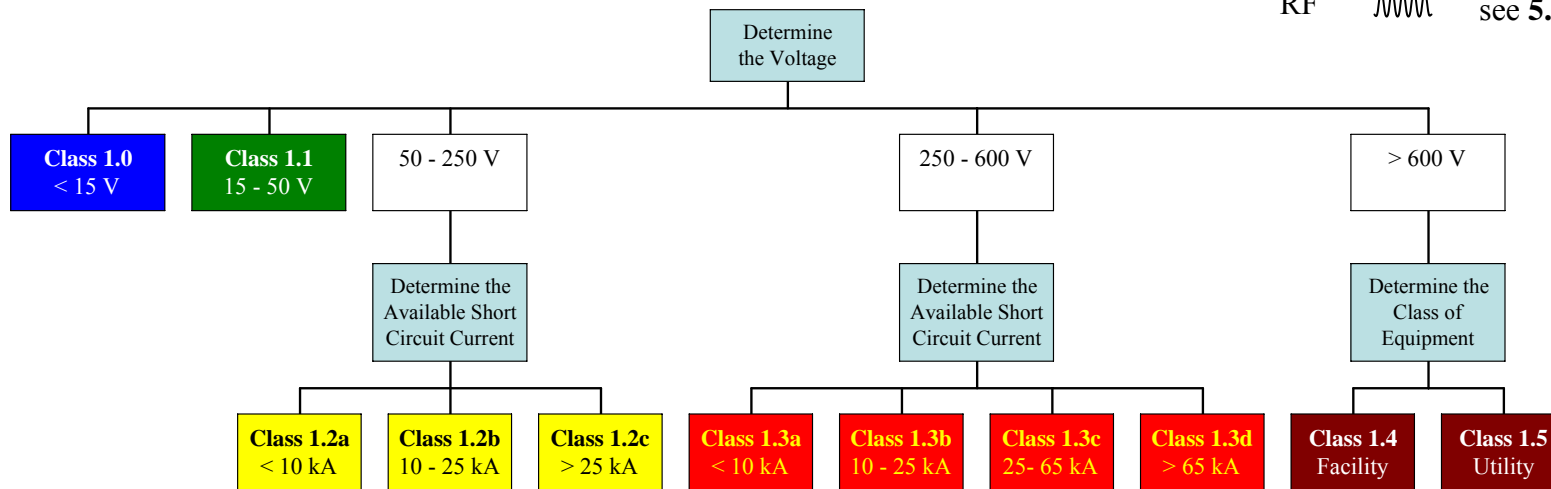 RF
see 5.
Determine
the Voltage
Class 1.0
< 15 V
Class 1.1
15 - 50 V
50 - 250 V
250 - 600 V
> 600 V
Determine the
Available Short
Circuit Current
Determine the
Available Short
Circuit Current
Determine the
Class of
Equipment
Class 1.2a
< 10 kA
Class 1.2b
10 - 25 kA
Class 1.2c
> 25 kA
Class 1.3a
< 10 kA
Class 1.3b
10 - 25 kA
Class 1.3c
25- 65 kA
Class 1.3d
> 65 kA
Class 1.4
Facility
Class 1.5
Utility